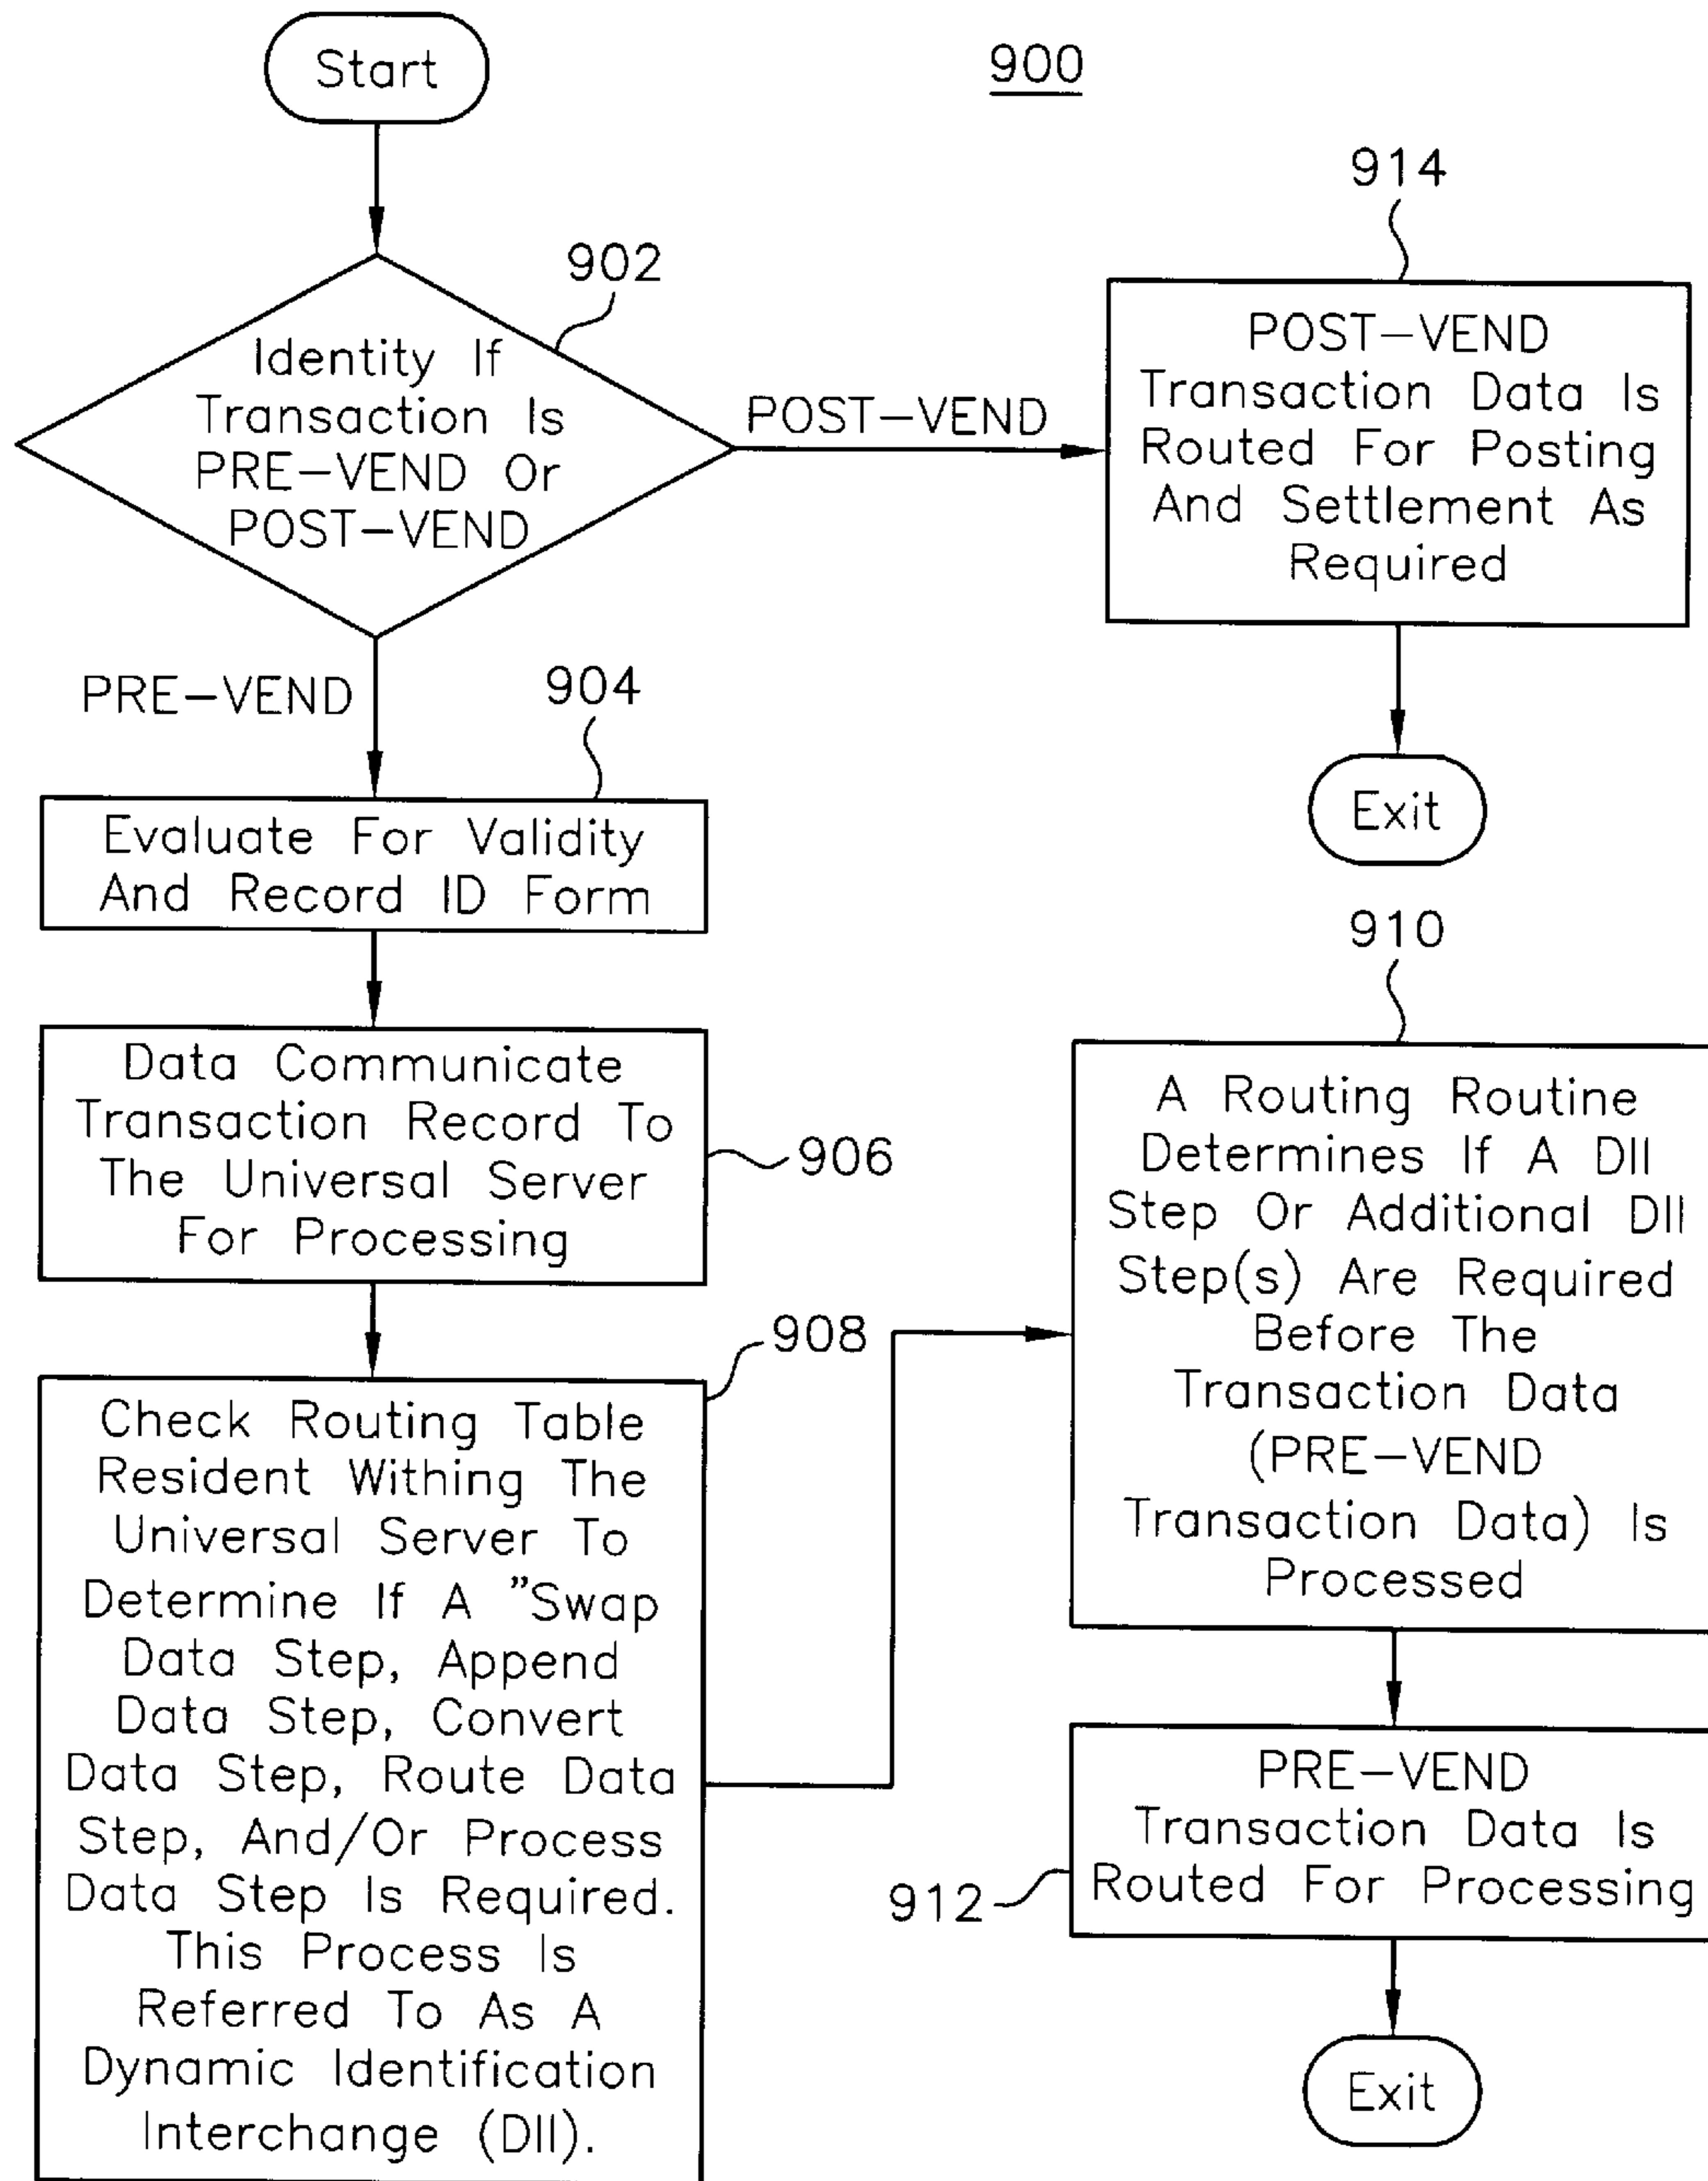 Start
900
902
Identity If
Transaction Is
PRE-VEND Or
POST-VEND
POST-VEND
914
POST-VEND
Transaction Data Is
Routed For Posting
And Settlement As
Required
Exit
PRE-VEND
904
Evaluate For Validity
And Record ID Form
Data Communicate
Transaction Record To
The Universal Server
For Processing
906
908
Check Routing Table
Resident Withing The
Universal Server To
Determine If A "Swap
Data Step, Append
Data Step, Convert
Data Step, Route Data
Step, And/Or Process
Data Step Is Required.
This Process Is
Referred To As A
Dynamic Identification
Interchange (DII).
910
A Routing Routine
Determines If A DII
Step Or Additional DII
Step(s) Are Required
Before The
Transaction Data
(PRE-VEND
Transaction Data) Is
Processed
912
PRE-VEND
Transaction Data Is
Routed For Processing
Exit